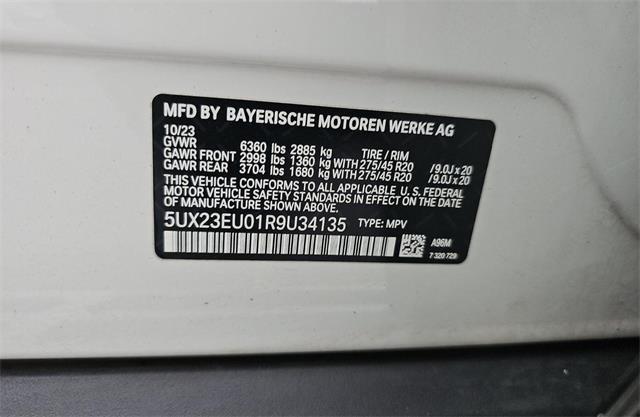 MFD BY BAYERISCHE MOTOREN WERKE AG
10/23
GVWR 6360 lbs 2885 kg TIRE / RIM
GAWR FRONT 2998 lbs 1360 kg WITH 275/45 R20 /9.0J x 20
GAWR REAR 3704 lbs 1680 kg WITH 275/45 R20 /9.0J x 20
THIS VEHICLE CONFORMS TO ALL APPLICABLE U. S. FEDERAL
MOTOR VEHICLE SAFETY STANDARDS IN EFFECT ON THE DATE
OF MANUFACTURE SHOWN ABOVE.
5UX23EU01R9U34135 TYPE: MPV
A96M
7 320 729